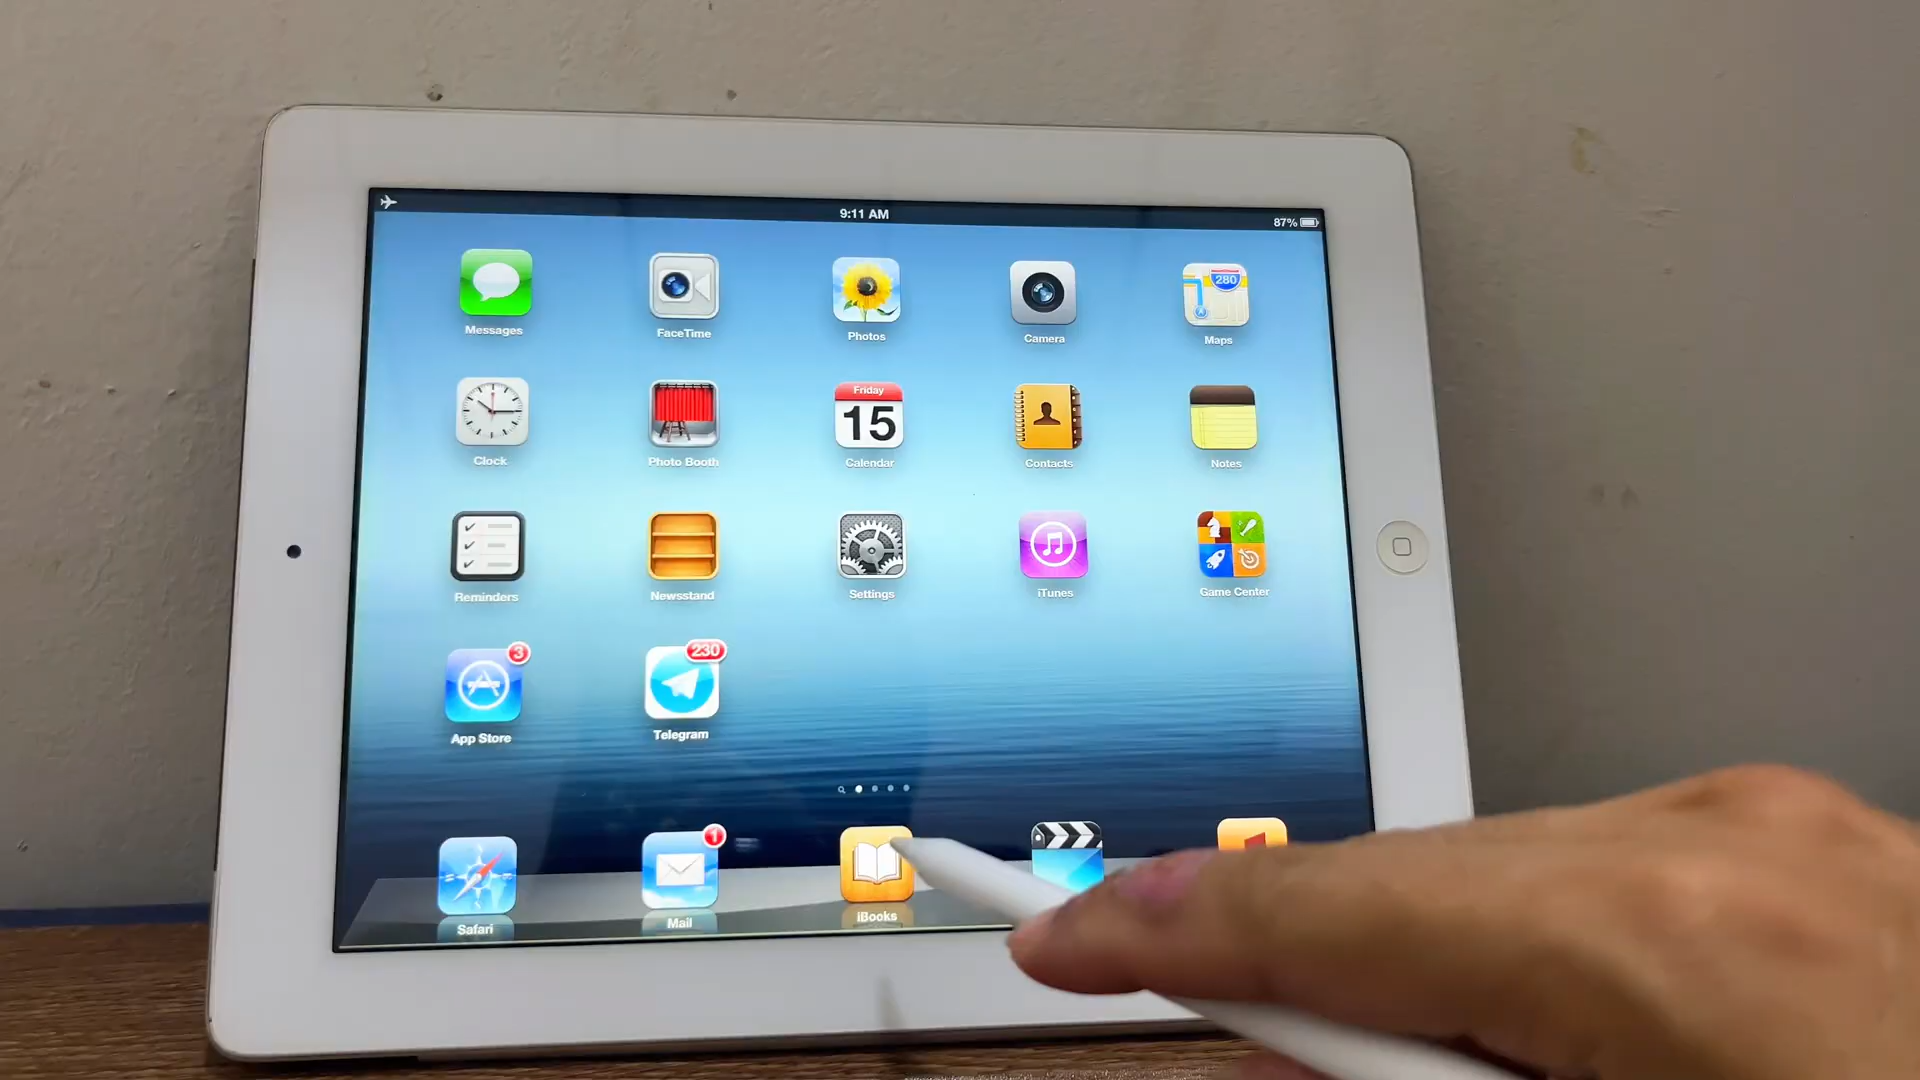 9:11 AM
87%
280
Messages
FaceTime
Photos
Camera
Maps
Friday
15
Clock
Photo Booth
Calendar
Contacts
Notes
Reminders
Newsstand
Settings
iTunes
Game Center
3
230
App Store
Telegram
1
Safari
Mail
iBooks